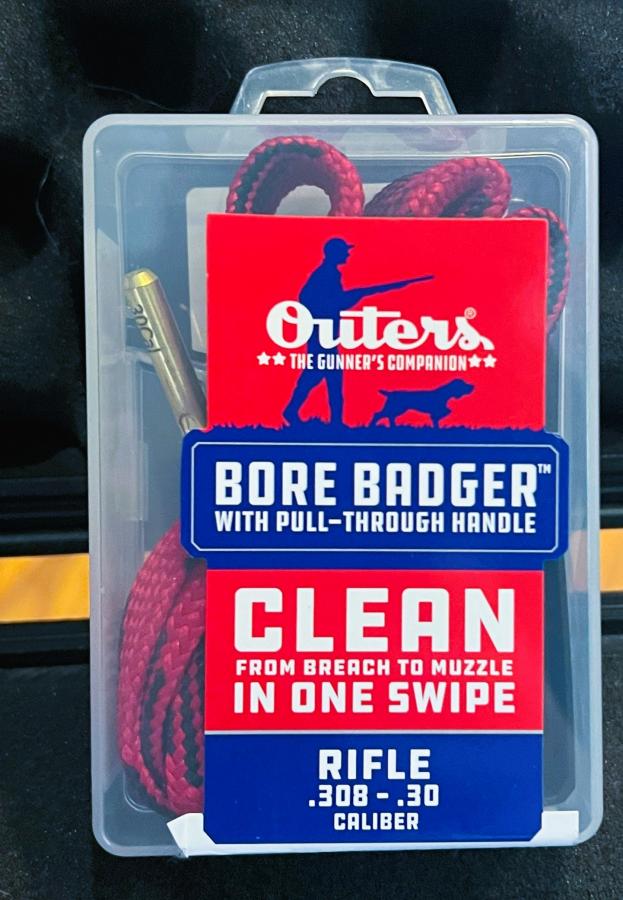 Outers®
★★ THE GUNNER'S COMPANION ★★
BORE BADGER™
WITH PULL-THROUGH HANDLE
CLEAN
FROM BREACH TO MUZZLE
IN ONE SWIPE
RIFLE
.308 - .30
CALIBER